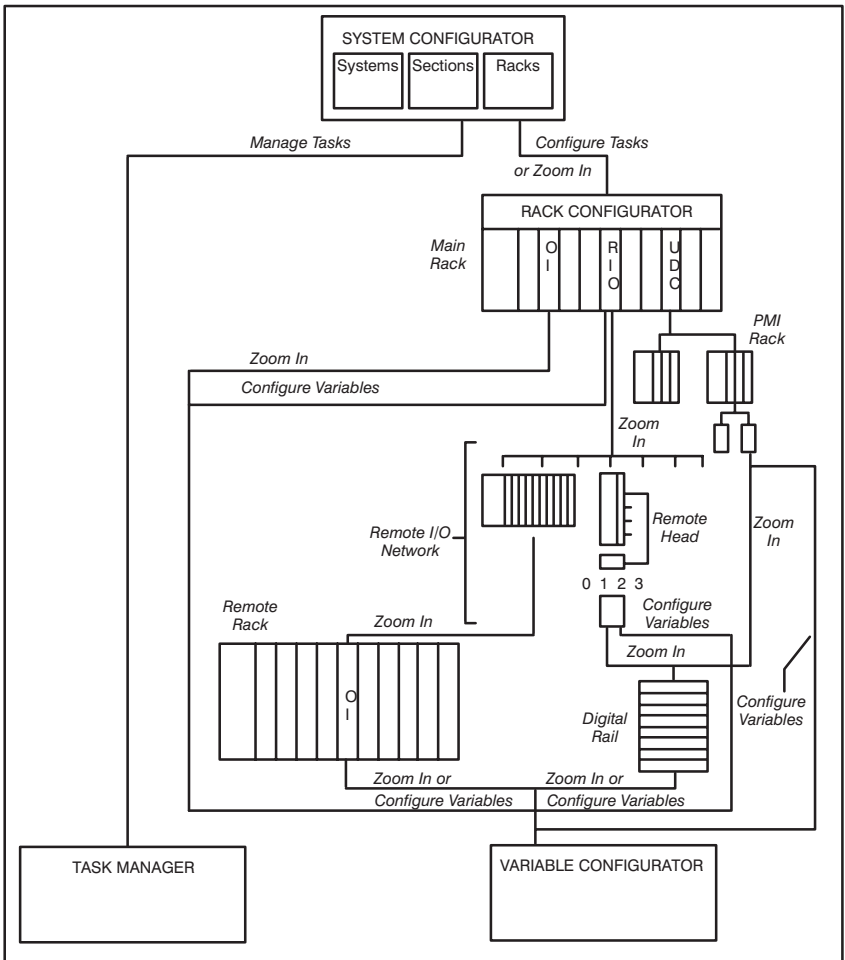 SYSTEM CONFIGURATOR
Systems
Sections
Racks
Manage Tasks
Configure Tasks
or Zoom In
RACK CONFIGURATOR
Main
Rack
O
I
R
I
O
U
D
C
PMI
Rack
Zoom In
Configure Variables
Zoom
In
Remote I/O
Network
Remote
Head
Zoom
In
0 1 2 3
Remote
Rack
Zoom In
Configure
Variables
Zoom In
O
I
Digital
Rail
Configure
Variables
Zoom In or
Configure Variables
Zoom In or
Configure Variables
TASK MANAGER
VARIABLE CONFIGURATOR